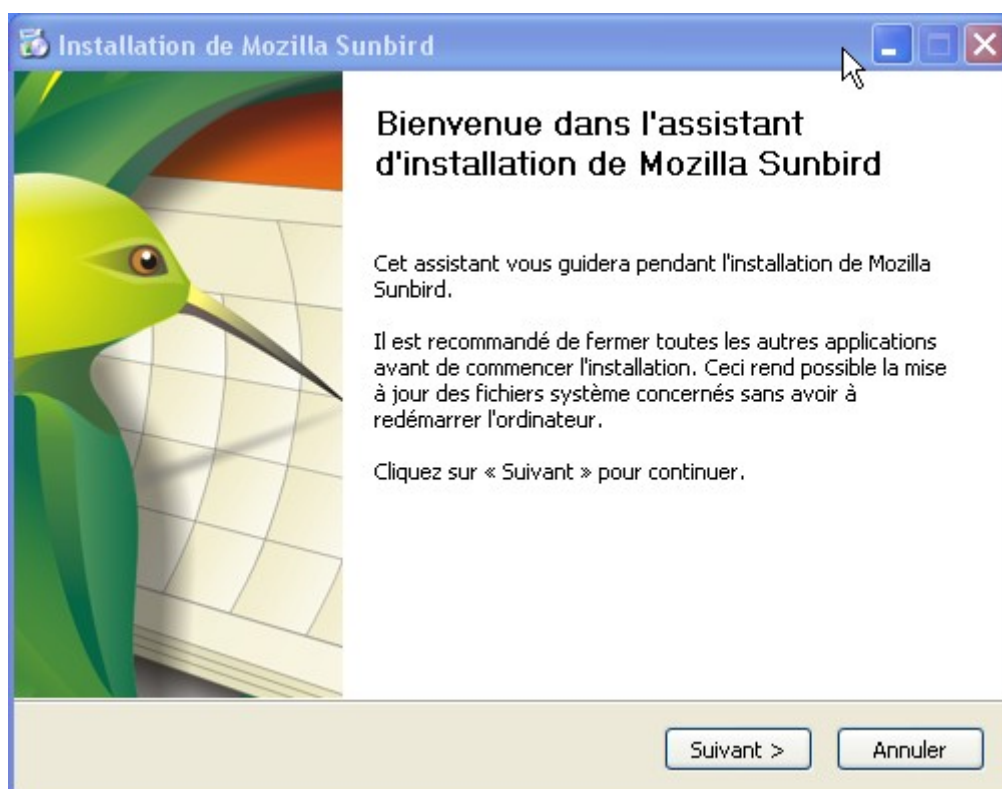 Installation de Mozilla Sunbird
Bienvenue dans l'assistant
d'installation de Mozilla Sunbird
Cet assistant vous guidera pendant l'installation de Mozilla
Sunbird.
Il est recommandé de fermer toutes les autres applications
avant de commencer l'installation. Ceci rend possible la mise
à jour des fichiers système concernés sans avoir à
redémarrer l'ordinateur.
Cliquez sur « Suivant » pour continuer.
Suivant > Annuler